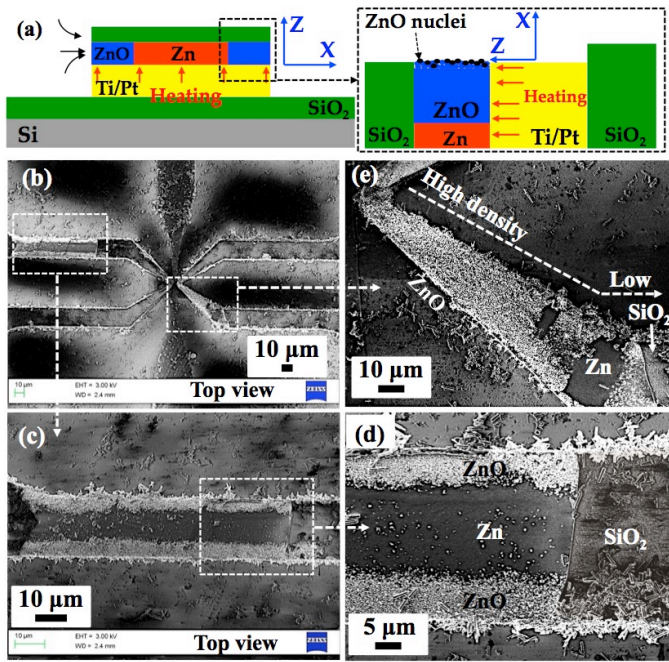 (a)
Z
X
ZnO
Zn
Ti/Pt
Heating
SiO₂
Si
ZnO nuclei
Z
X
ZnO
Heating
SiO₂
Zn
Ti/Pt
SiO₂
(b)
10 μm
10 μm
EHT = 3.00 kV
WD = 2.4 mm
Top view
ZEISS
(e)
High density
Low
ZnO
SiO₂
Zn
10 μm
(c)
10 μm
10 μm
EHT = 3.00 kV
WD = 2.4 mm
Top view
ZEISS
(d)
ZnO
Zn
SiO₂
ZnO
5 μm